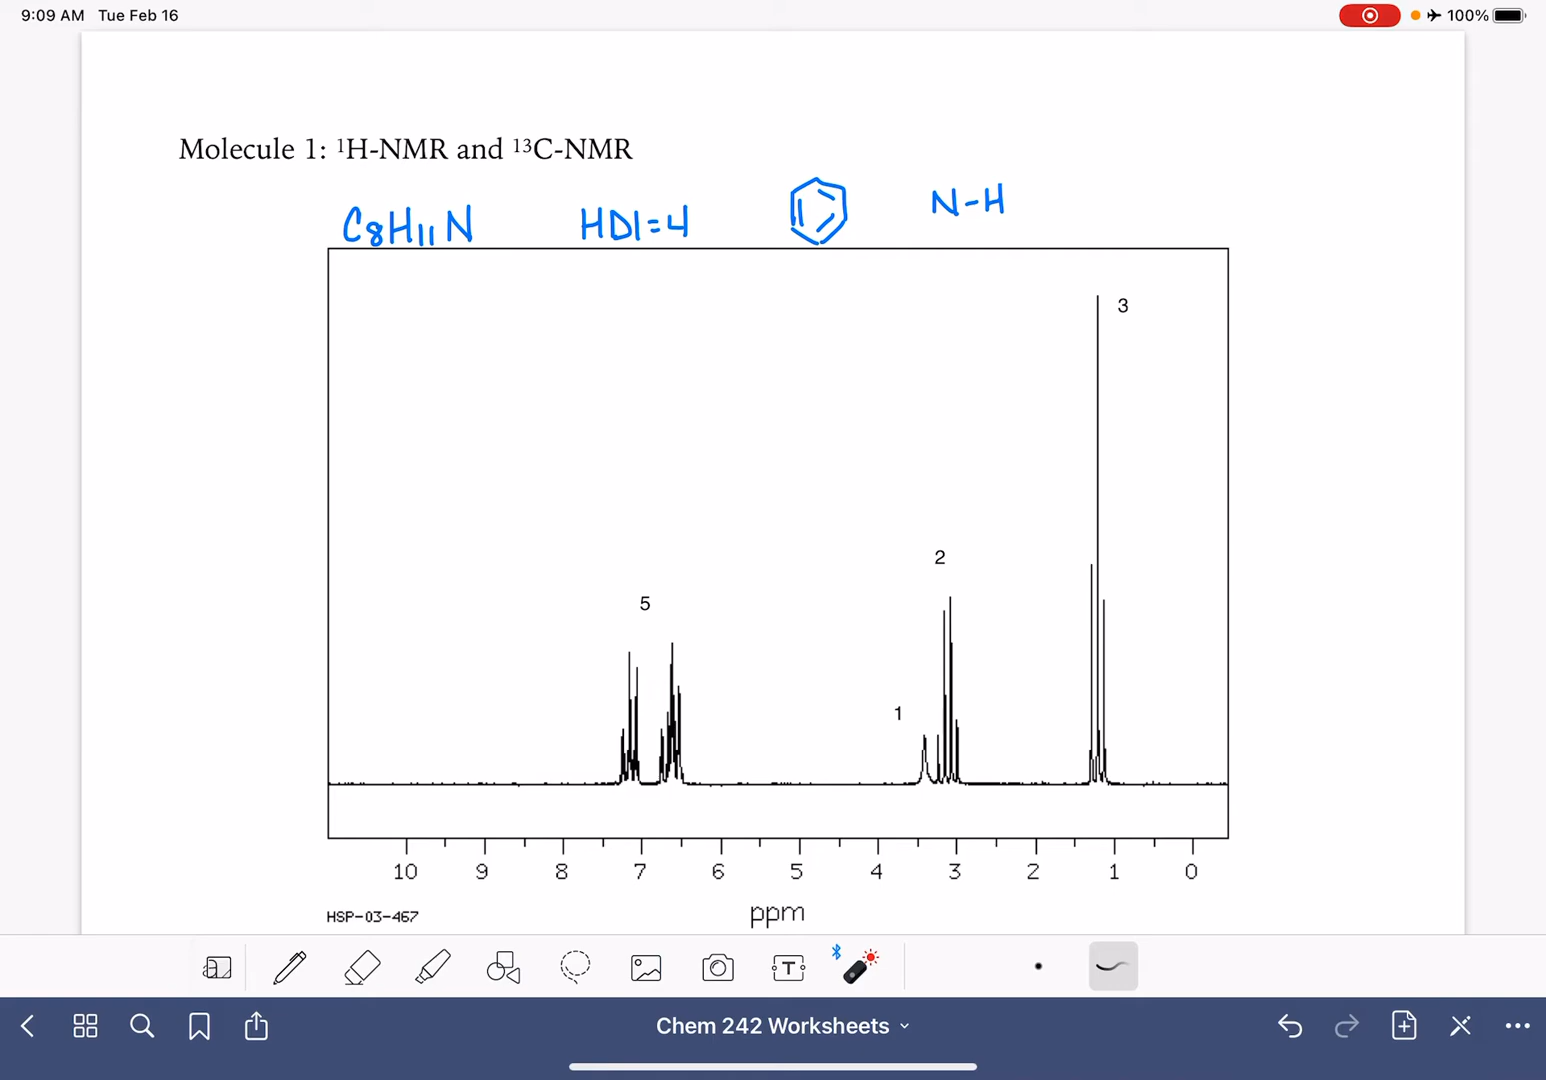 9:09 AM Tue Feb 16
100%
Molecule 1: ¹H-NMR and ¹³C-NMR
C₈H₁₁N HDI=4 N-H
3
2
5
1
10 9 8 7 6 5 4 3 2 1 0
HSP-03-467
ppm
a
T
Chem 242 Worksheets